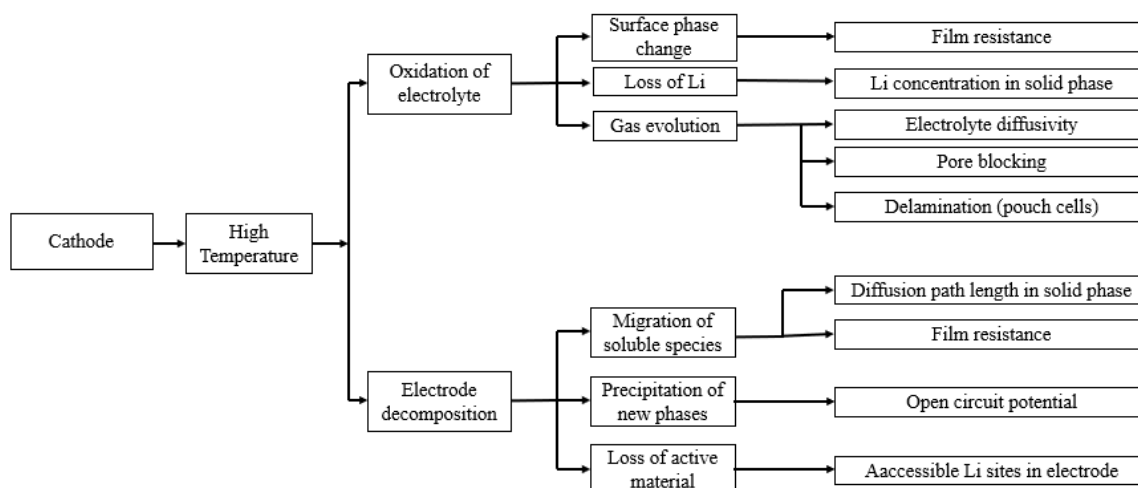 Cathode
High
Temperature
Oxidation of
electrolyte
Surface phase
change
Film resistance
Loss of Li
Li concentration in solid phase
Gas evolution
Electrolyte diffusivity
Pore blocking
Delamination (pouch cells)
Electrode
decomposition
Migration of
soluble species
Diffusion path length in solid phase
Film resistance
Precipitation of
new phases
Open circuit potential
Loss of active
material
Aaccessible Li sites in electrode